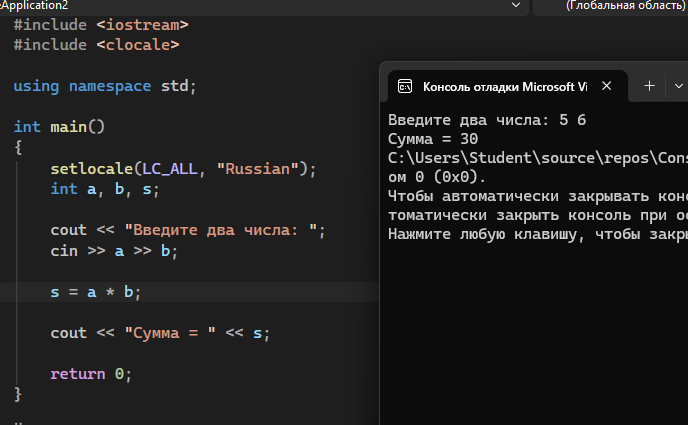 Application2
(Глобальная область)
#include <iostream>
#include <clocale>
using namespace std;
int main()
{
setlocale(LC_ALL, "Russian");
int a, b, s;
cout << "Введите два числа: ";
cin >> a >> b;
s = a * b;
cout << "Сумма = " << s;
return 0;
}
Консоль отладки Microsoft Vi
Введите два числа: 5 6
Сумма = 30
C:\Users\Student\source\repos\Cons
ом 0 (0x0).
Чтобы автоматически закрывать конс
томатически закрыть консоль при ос
Нажмите любую клавишу, чтобы закры